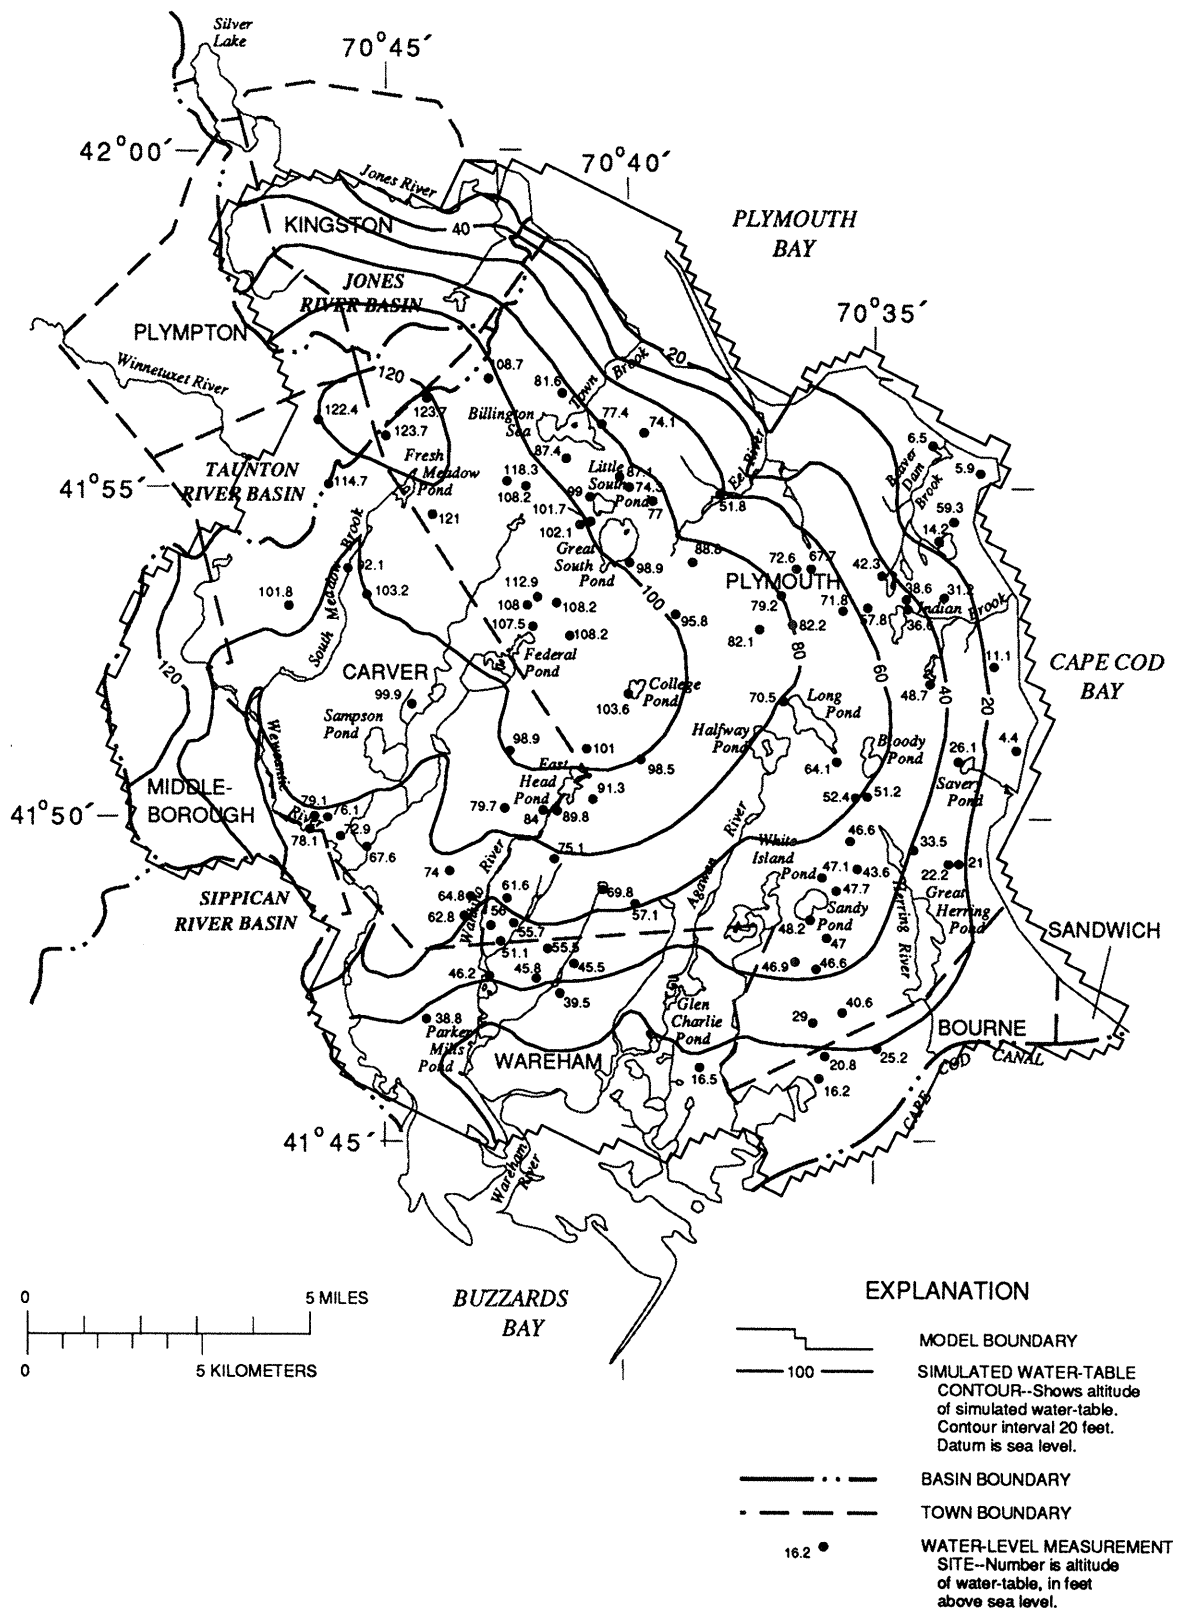 Silver
Lake
70°45′
42°00′
70°40′
Jones River
KINGSTON
40
PLYMOUTH
BAY
JONES
RIVER BASIN
70°35′
PLYMPTON
Winnetuxet River
20
Town Brook
120
108.7
81.6
122.4
123.7
Billington
Sea
77.4
74.1
123.7
6.5
Fresh
Meadow
Pond
87.4
Eel River
Beaver
Dam
Brook
5.9
TAUNTON
RIVER BASIN
118.3
Little
South
Pond
87.1
41°55′
114.7
108.2
99
74.3
77
51.8
121
101.7
59.3
102.1
14.2
Great
South
Pond
98.9
88.8
72.6
67.7
92.1
PLYMOUTH
42.3
101.8
South Meadow Brook
103.2
112.9
100
38.6
31.2
108
108.2
79.2
71.8
57.8
Indian Brook
36.6
107.5
95.8
108.2
82.1
82.2
80
Federal
Pond
120
CARVER
60
11.1
CAPE COD
BAY
99.9
College
Pond
103.6
48.7
40
20
70.5
Long
Pond
Sampson
Pond
Halfway
Pond
Weweantic
River
98.9
101
Bloody
Pond
4.4
East
Head
Pond
98.5
64.1
26.1
Savery
Pond
MIDDLE-
BOROUGH
41°50′
79.1
76.1
79.7
91.3
52.4
51.2
84
89.8
78.1
72.9
River
46.6
67.6
75.1
White
Island
Pond
33.5
74
47.1
43.6
22.2
21
SIPPICAN
RIVER BASIN
64.8
61.6
69.8
Agawam
47.7
Great
Herring
Pond
62.8
56
57.1
Sandy
Pond
Herring River
Wankinco River
55.7
48.2
SANDWICH
51.1
55.5
47
46.2
45.8
45.5
46.9
46.6
39.5
38.8
Glen
Charlie
Pond
40.6
29
Parker
Mills
Pond
BOURNE
WAREHAM
25.2
20.8
CAPE COD CANAL
16.5
16.2
41°45′
Wareham
River
BUZZARDS
BAY
0 5 MILES
0 5 KILOMETERS
EXPLANATION
MODEL BOUNDARY
100 SIMULATED WATER-TABLE
CONTOUR--Shows altitude
of simulated water-table.
Contour interval 20 feet.
Datum is sea level.
BASIN BOUNDARY
TOWN BOUNDARY
16.2 WATER-LEVEL MEASUREMENT
SITE--Number is altitude
of water-table, in feet
above sea level.